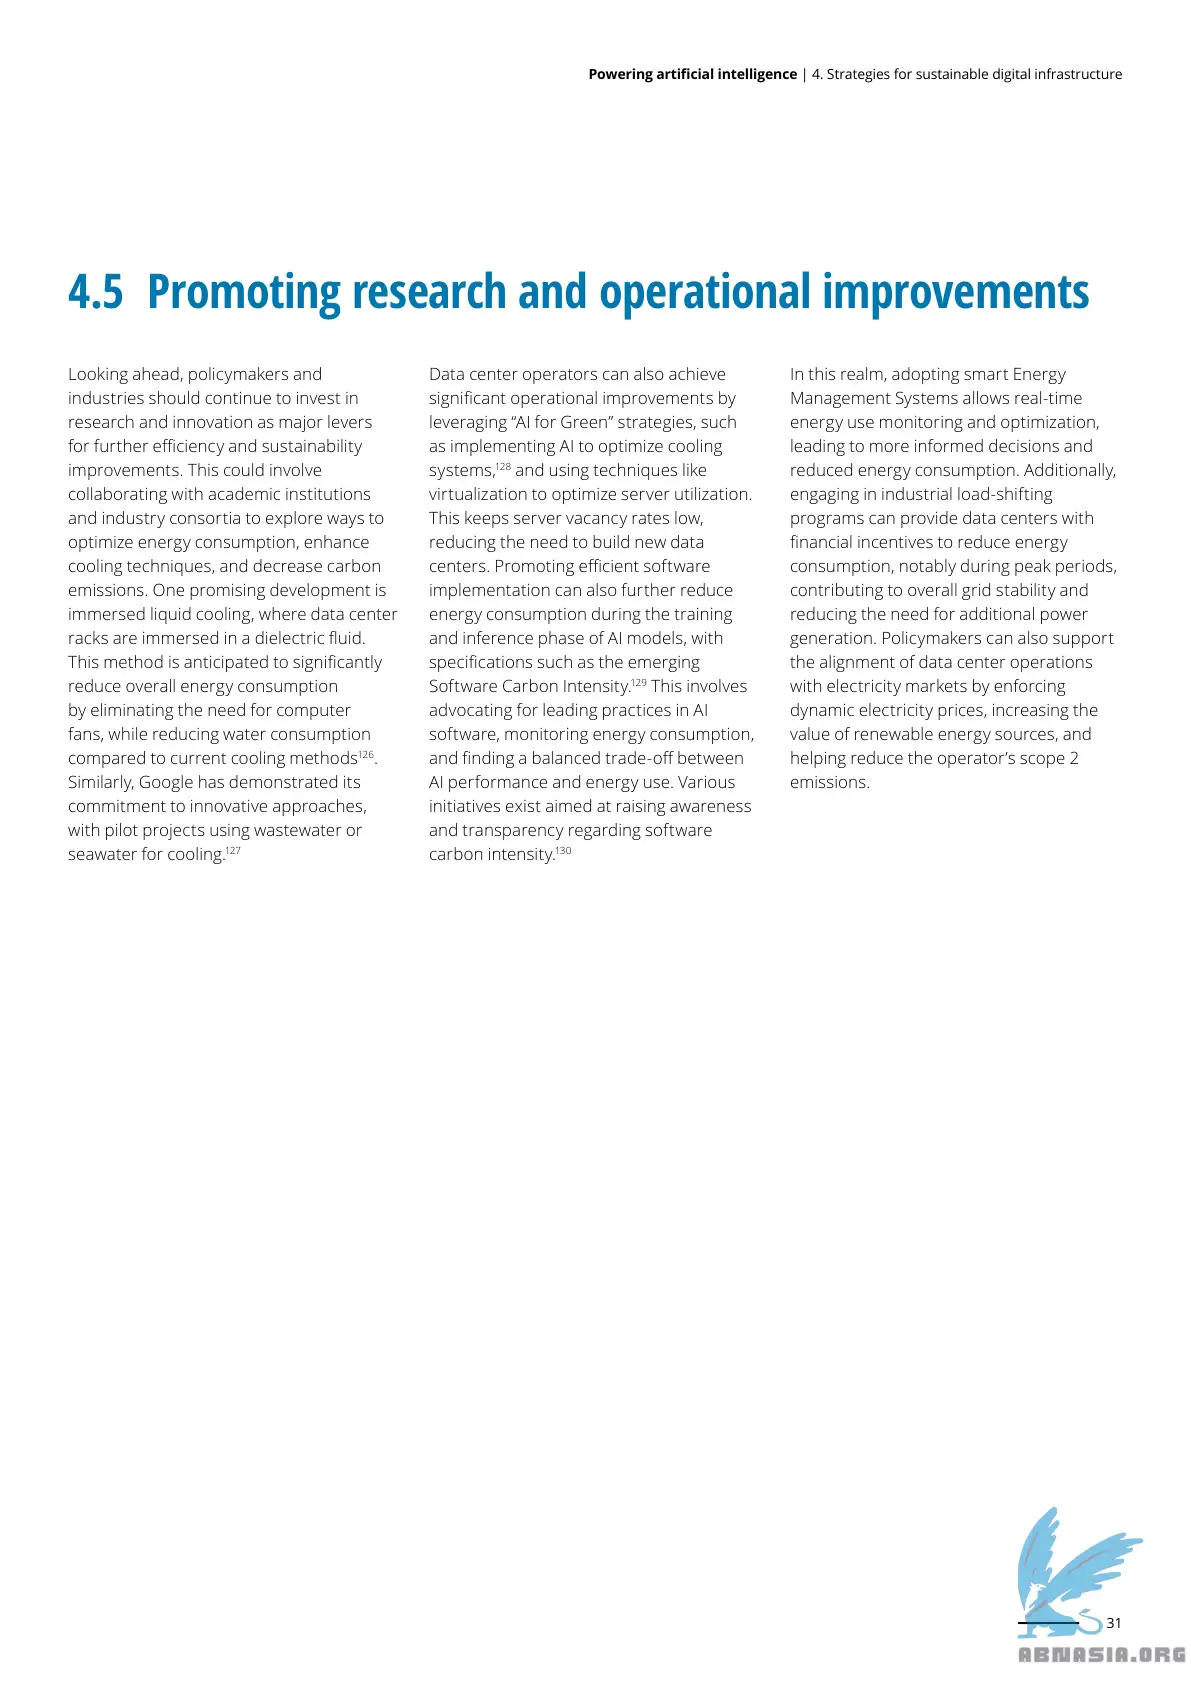 Powering artificial intelligence | 4. Strategies for sustainable digital infrastructure
4.5 Promoting research and operational improvements
Looking ahead, policymakers and
industries should continue to invest in
research and innovation as major levers
for further efficiency and sustainability
improvements. This could involve
collaborating with academic institutions
and industry consortia to explore ways to
optimize energy consumption, enhance
cooling techniques, and decrease carbon
emissions. One promising development is
immersed liquid cooling, where data center
racks are immersed in a dielectric fluid.
This method is anticipated to significantly
reduce overall energy consumption
by eliminating the need for computer
fans, while reducing water consumption
compared to current cooling methods126.
Similarly, Google has demonstrated its
commitment to innovative approaches,
with pilot projects using wastewater or
seawater for cooling.127
Data center operators can also achieve
significant operational improvements by
leveraging “AI for Green” strategies, such
as implementing AI to optimize cooling
systems,128 and using techniques like
virtualization to optimize server utilization.
This keeps server vacancy rates low,
reducing the need to build new data
centers. Promoting efficient software
implementation can also further reduce
energy consumption during the training
and inference phase of AI models, with
specifications such as the emerging
Software Carbon Intensity.129 This involves
advocating for leading practices in AI
software, monitoring energy consumption,
and finding a balanced trade-off between
AI performance and energy use. Various
initiatives exist aimed at raising awareness
and transparency regarding software
carbon intensity.130
In this realm, adopting smart Energy
Management Systems allows real-time
energy use monitoring and optimization,
leading to more informed decisions and
reduced energy consumption. Additionally,
engaging in industrial load-shifting
programs can provide data centers with
financial incentives to reduce energy
consumption, notably during peak periods,
contributing to overall grid stability and
reducing the need for additional power
generation. Policymakers can also support
the alignment of data center operations
with electricity markets by enforcing
dynamic electricity prices, increasing the
value of renewable energy sources, and
helping reduce the operator’s scope 2
emissions.
31
ABNASIA.ORG